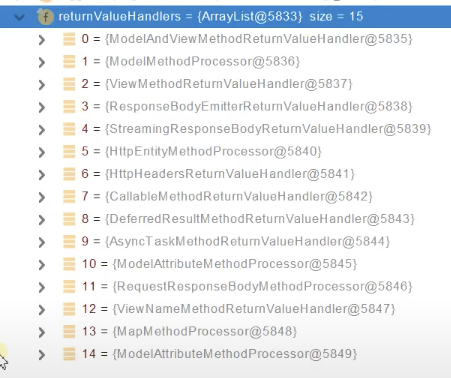 f returnValueHandlers = {ArrayList@5833} size = 15
0 = {ModelAndViewMethodReturnValueHandler@5835}
1 = {ModelMethodProcessor@5836}
2 = {ViewMethodReturnValueHandler@5837}
3 = {ResponseBodyEmitterReturnValueHandler@5838}
4 = {StreamingResponseBodyReturnValueHandler@5839}
5 = {HttpEntityMethodProcessor@5840}
6 = {HttpHeadersReturnValueHandler@5841}
7 = {CallableMethodReturnValueHandler@5842}
8 = {DeferredResultMethodReturnValueHandler@5843}
9 = {AsyncTaskMethodReturnValueHandler@5844}
10 = {ModelAttributeMethodProcessor@5845}
11 = {RequestResponseBodyMethodProcessor@5846}
12 = {ViewNameMethodReturnValueHandler@5847}
13 = {MapMethodProcessor@5848}
14 = {ModelAttributeMethodProcessor@5849}